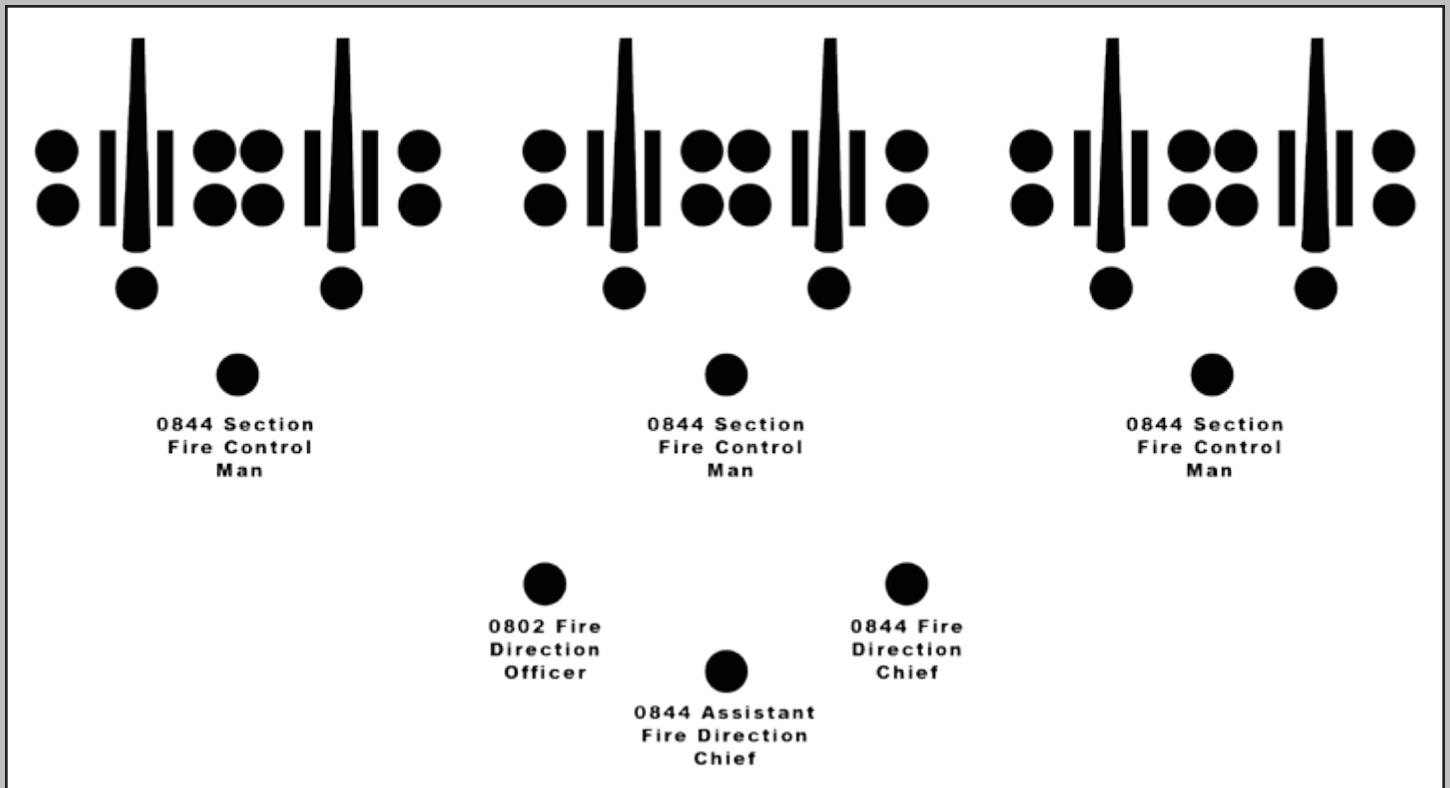 0844 Section
Fire Control
Man
0844 Section
Fire Control
Man
0844 Section
Fire Control
Man
0802 Fire
Direction
Officer
0844 Fire
Direction
Chief
0844 Assistant
Fire Direction
Chief